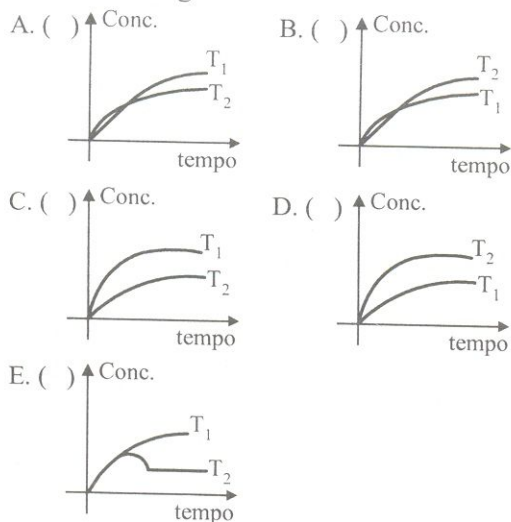 A. ( ) Conc.
T₁
T₂
tempo
B. ( ) Conc.
T₂
T₁
tempo
C. ( ) Conc.
T₁
T₂
tempo
D. ( ) Conc.
T₂
T₁
tempo
E. ( ) Conc.
T₁
T₂
tempo